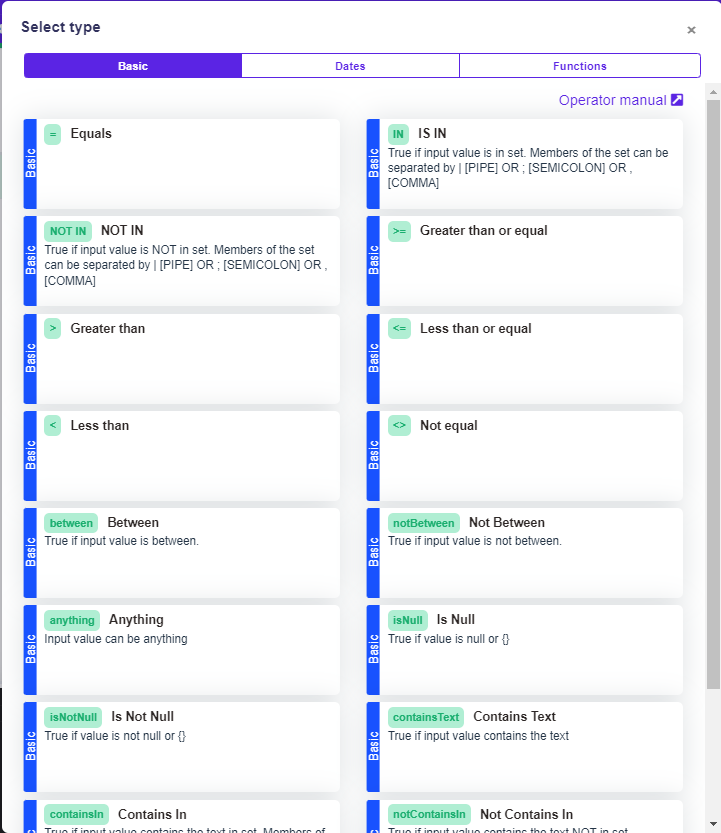 Select type
×
Basic
Dates
Functions
Operator manual
Basic
= Equals
Basic
IN IS IN
True if input value is in set. Members of the set can be
separated by | [PIPE] OR ; [SEMICOLON] OR ,
[COMMA]
Basic
NOT IN NOT IN
True if input value is NOT in set. Members of the set
can be separated by | [PIPE] OR ; [SEMICOLON] OR ,
[COMMA]
Basic
>= Greater than or equal
Basic
> Greater than
Basic
<= Less than or equal
Basic
< Less than
Basic
<> Not equal
Basic
between Between
True if input value is between.
Basic
notBetween Not Between
True if input value is not between.
Basic
anything Anything
Input value can be anything
Basic
isNull Is Null
True if value is null or {}
Basic
isNotNull Is Not Null
True if value is not null or {}
Basic
containsText Contains Text
True if input value contains the text
containsIn Contains In
True if input value contains the text in set. Members of
notContainsIn Not Contains In
True if input value contains the text NOT in set.